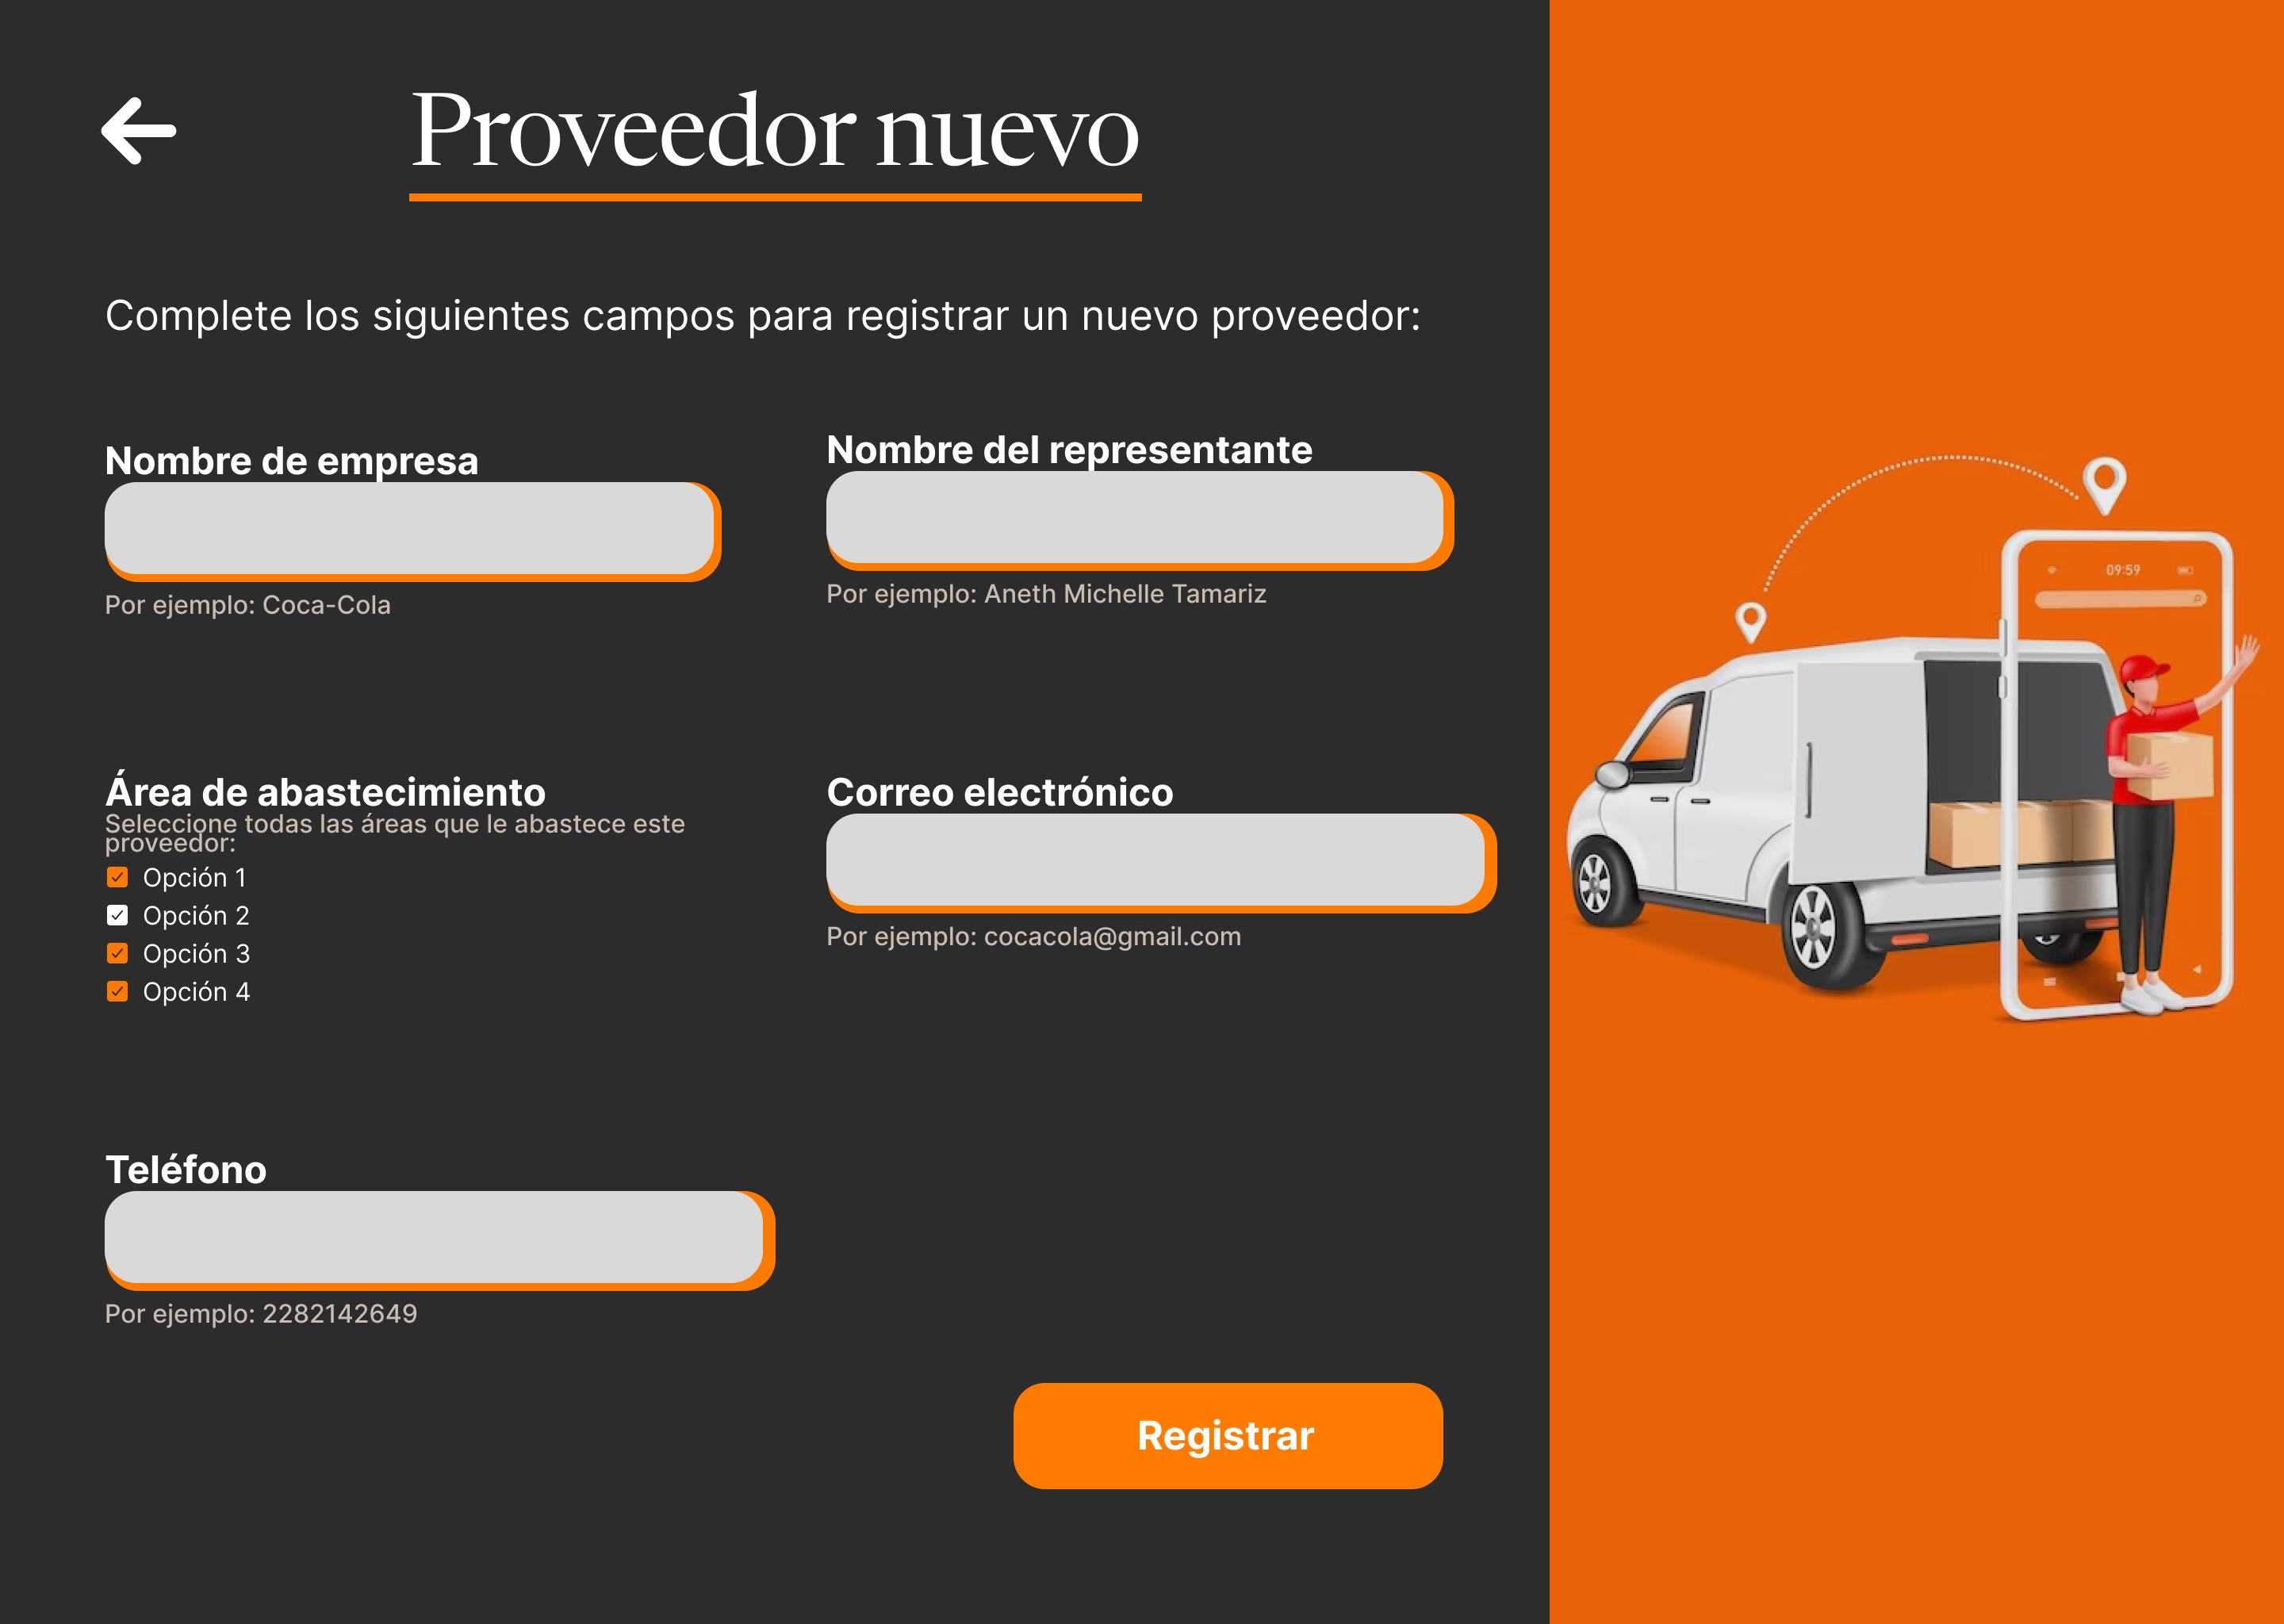 Proveedor nuevo
Complete los siguientes campos para registrar un nuevo proveedor:
Nombre de empresa
Por ejemplo: Coca-Cola
Nombre del representante
Por ejemplo: Aneth Michelle Tamariz
Área de abastecimiento
Seleccione todas las áreas que le abastece este
proveedor:
Opción 1
Opción 2
Opción 3
Opción 4
Correo electrónico
Por ejemplo: cocacola@gmail.com
Teléfono
Por ejemplo: 2282142649
Registrar
09:59